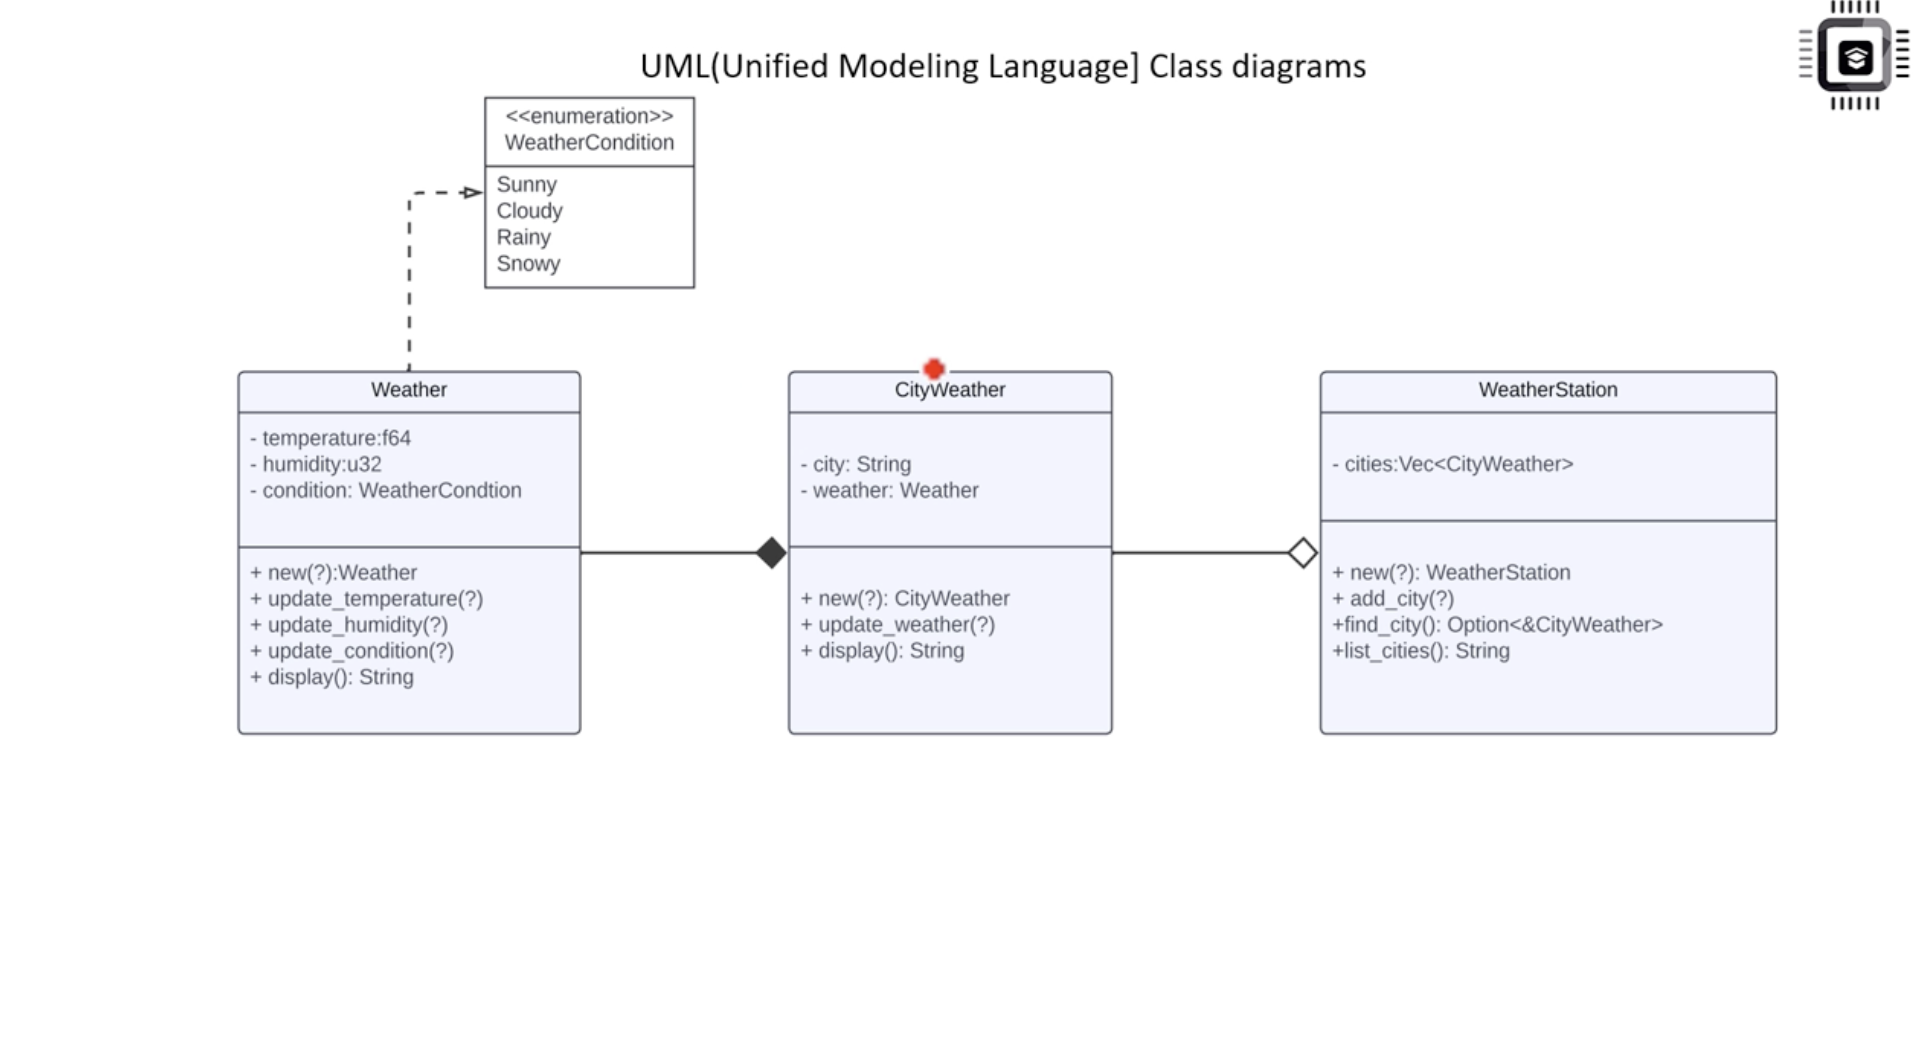 UML(Unified Modeling Language] Class diagrams
<<enumeration>>
WeatherCondition
Sunny
Cloudy
Rainy
Snowy
Weather
- temperature:f64
- humidity:u32
- condition: WeatherCondtion
+ new(?):Weather
+ update_temperature(?)
+ update_humidity(?)
+ update_condition(?)
+ display(): String
CityWeather
- city: String
- weather: Weather
+ new(?): CityWeather
+ update_weather(?)
+ display(): String
WeatherStation
- cities:Vec<CityWeather>
+ new(?): WeatherStation
+ add_city(?)
+find_city(): Option<&CityWeather>
+list_cities(): String